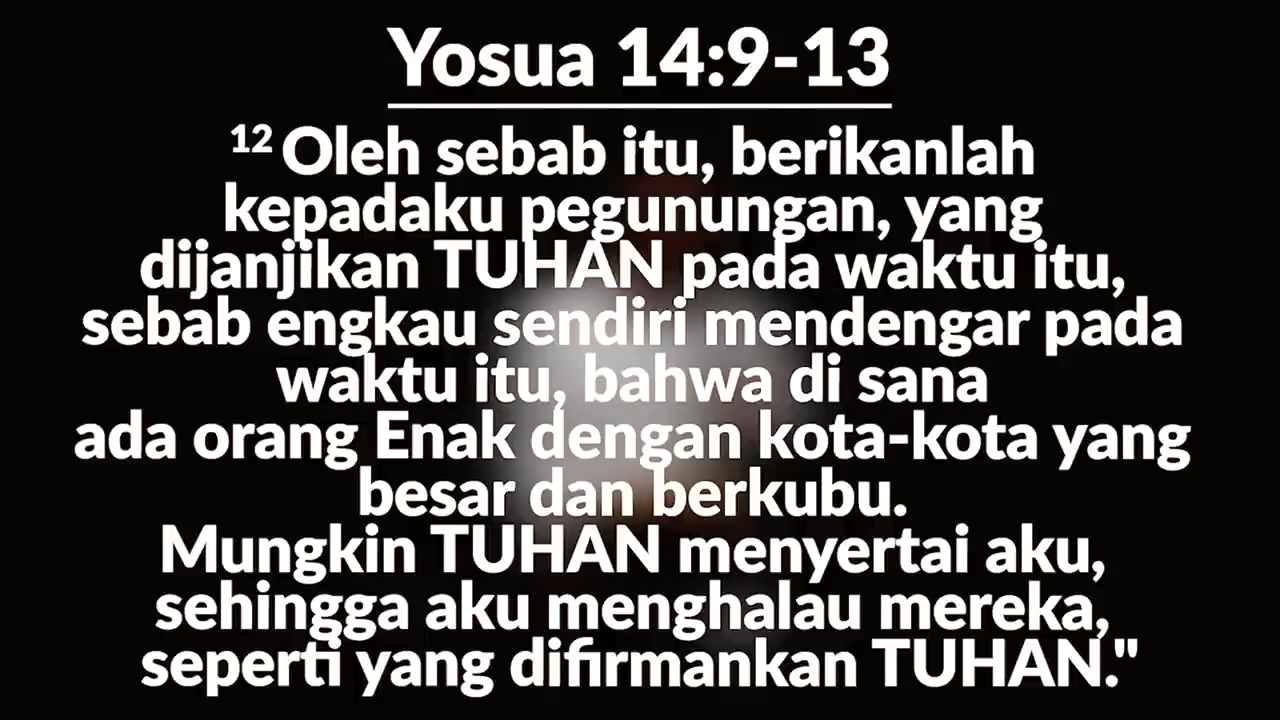 Yosua 14:9-13
12 Oleh sebab itu, berikanlah
kepadaku pegunungan, yang
dijanjikan TUHAN pada waktu itu,
sebab engkau sendiri mendengar pada
waktu itu, bahwa di sana
ada orang Enak dengan kota-kota yang
besar dan berkubu.
Mungkin TUHAN menyertai aku,
sehingga aku menghalau mereka,
seperti yang difirmankan TUHAN."